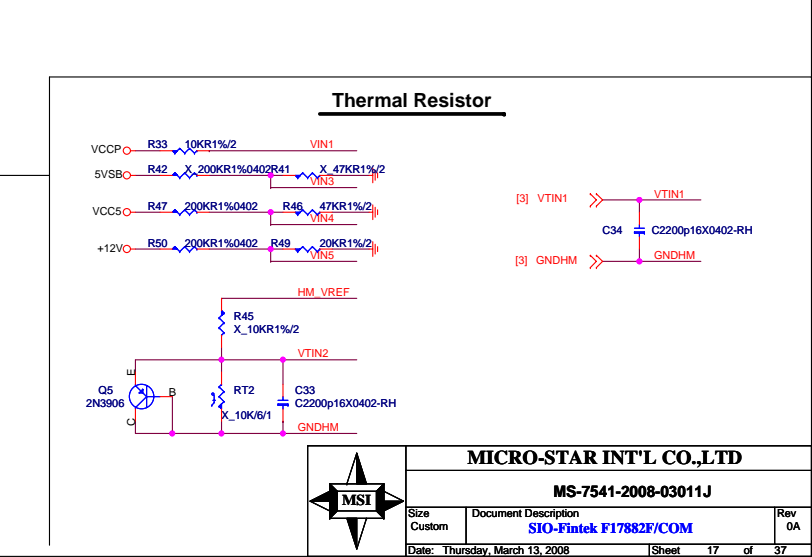 Thermal Resistor
VCCP R33 10KR1%/2 VIN1
5VSB R42 X_200KR1%0402 R41 X_47KR1%/2
VIN3
VCC5 R47 200KR1%0402 R46 47KR1%/2
VIN4
+12V R50 200KR1%0402 R49 20KR1%/2
VIN5
[3] VTIN1 VTIN1
C34 C2200p16X0402-RH
[3] GNDHM GNDHM
HM_VREF
R45
X_10KR1%/2
VTIN2
E
Q5
2N3906
B
C
RT2
X_10K/6/1
C33
C2200p16X0402-RH
GNDHM
MSI
MICRO-STAR INT'L CO.,LTD
MS-7541-2008-03011J
Size
Custom
Document Description
SIO-Fintek F17882F/COM
Rev
0A
Date: Thursday, March 13, 2008
Sheet 17 of 37